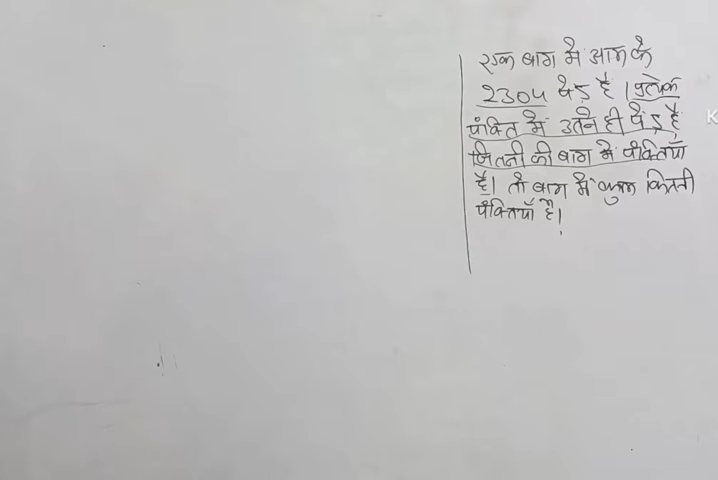 एक बाग में आम के
2304 पेड़ है। प्रत्येक
पंक्ति में उतने ही पेड़ है,
जितनी की बाग में पंक्तियाँ
है। तो बाग में कुल कितनी
पंक्तियाँ है।
K